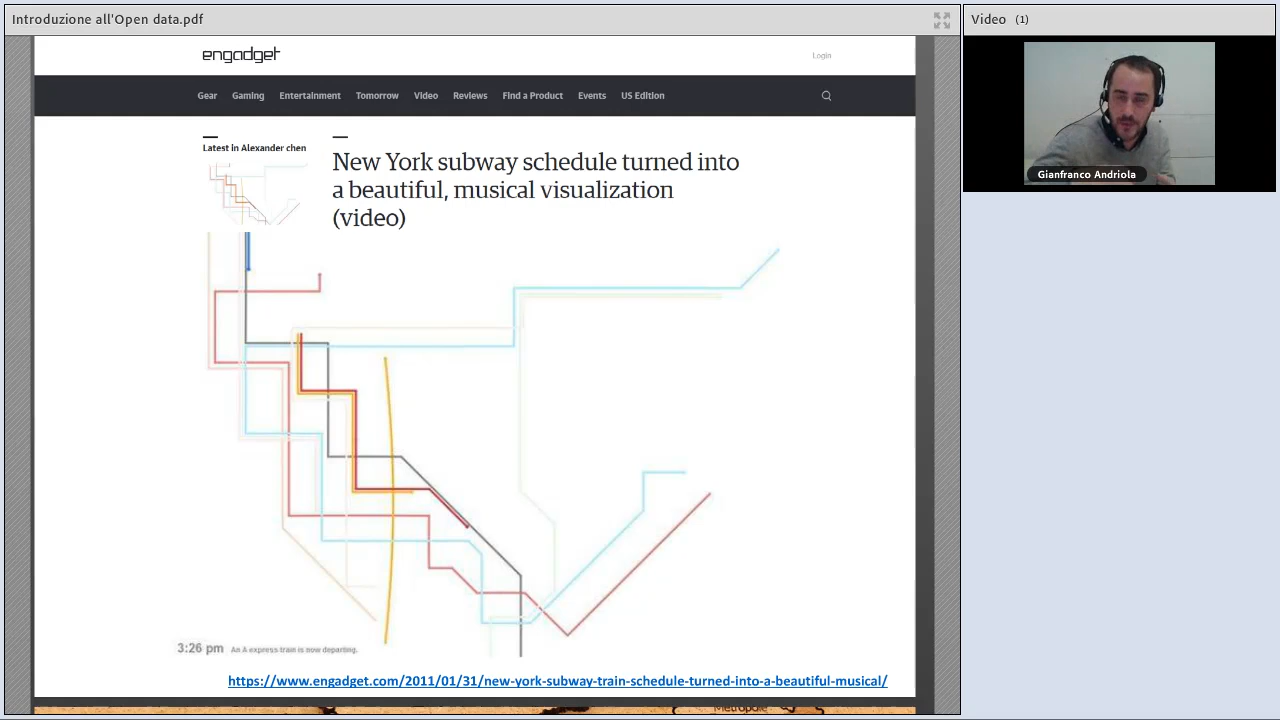 Introduzione all'Open data.pdf
Video (1)
engadget
Login
Gear Gaming Entertainment Tomorrow Video Reviews Find a Product Events US Edition
Latest in Alexander chen
New York subway schedule turned into
a beautiful, musical visualization
(video)
Gianfranco Andriola
3:26 pm An A express train is now departing.
https://www.engadget.com/2011/01/31/new-york-subway-train-schedule-turned-into-a-beautiful-musical/
Metropole